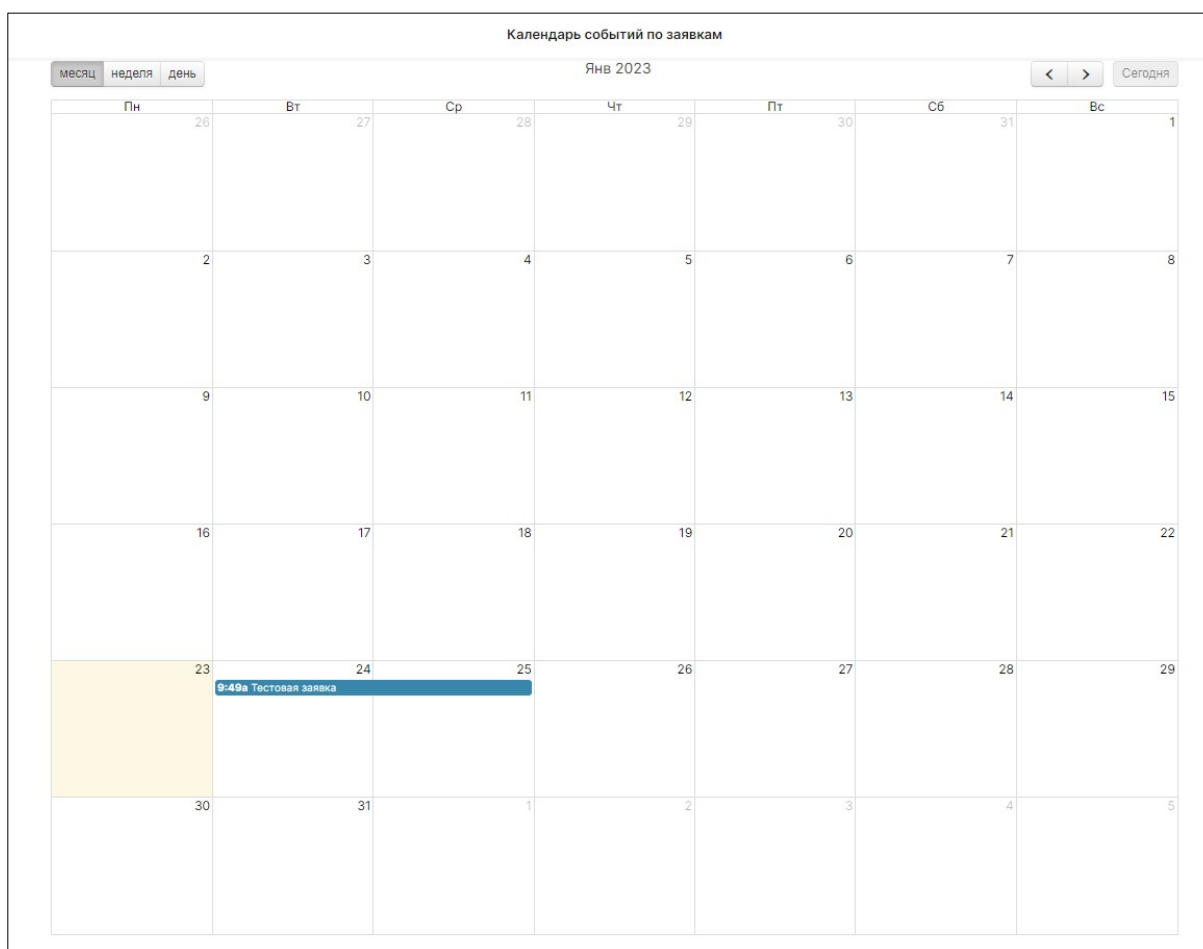 Календарь событий по заявкам
месяц неделя день Янв 2023 Сегодня
Пн Вт Ср Чт Пт Сб Вс
26 27 28 29 30 31 1
2 3 4 5 6 7 8
9 10 11 12 13 14 15
16 17 18 19 20 21 22
23 24 25 26 27 28 29
9:49a Тестовая заявка
30 31 1 2 3 4 5